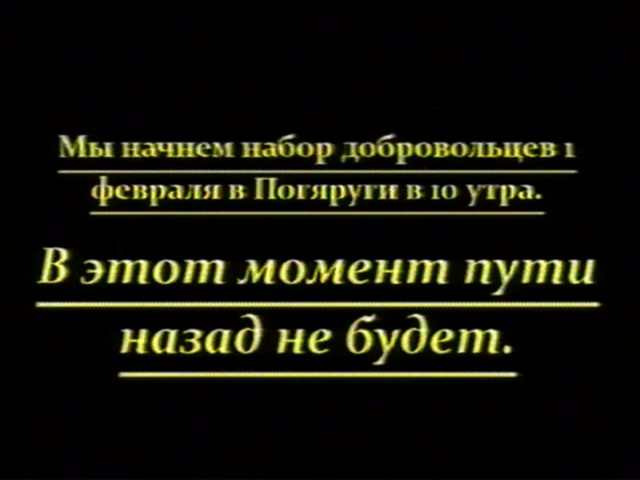 Мы начнем набор добровольцев 1
февраля в Погяруги в 10 утра.
В этот момент пути
назад не будет.